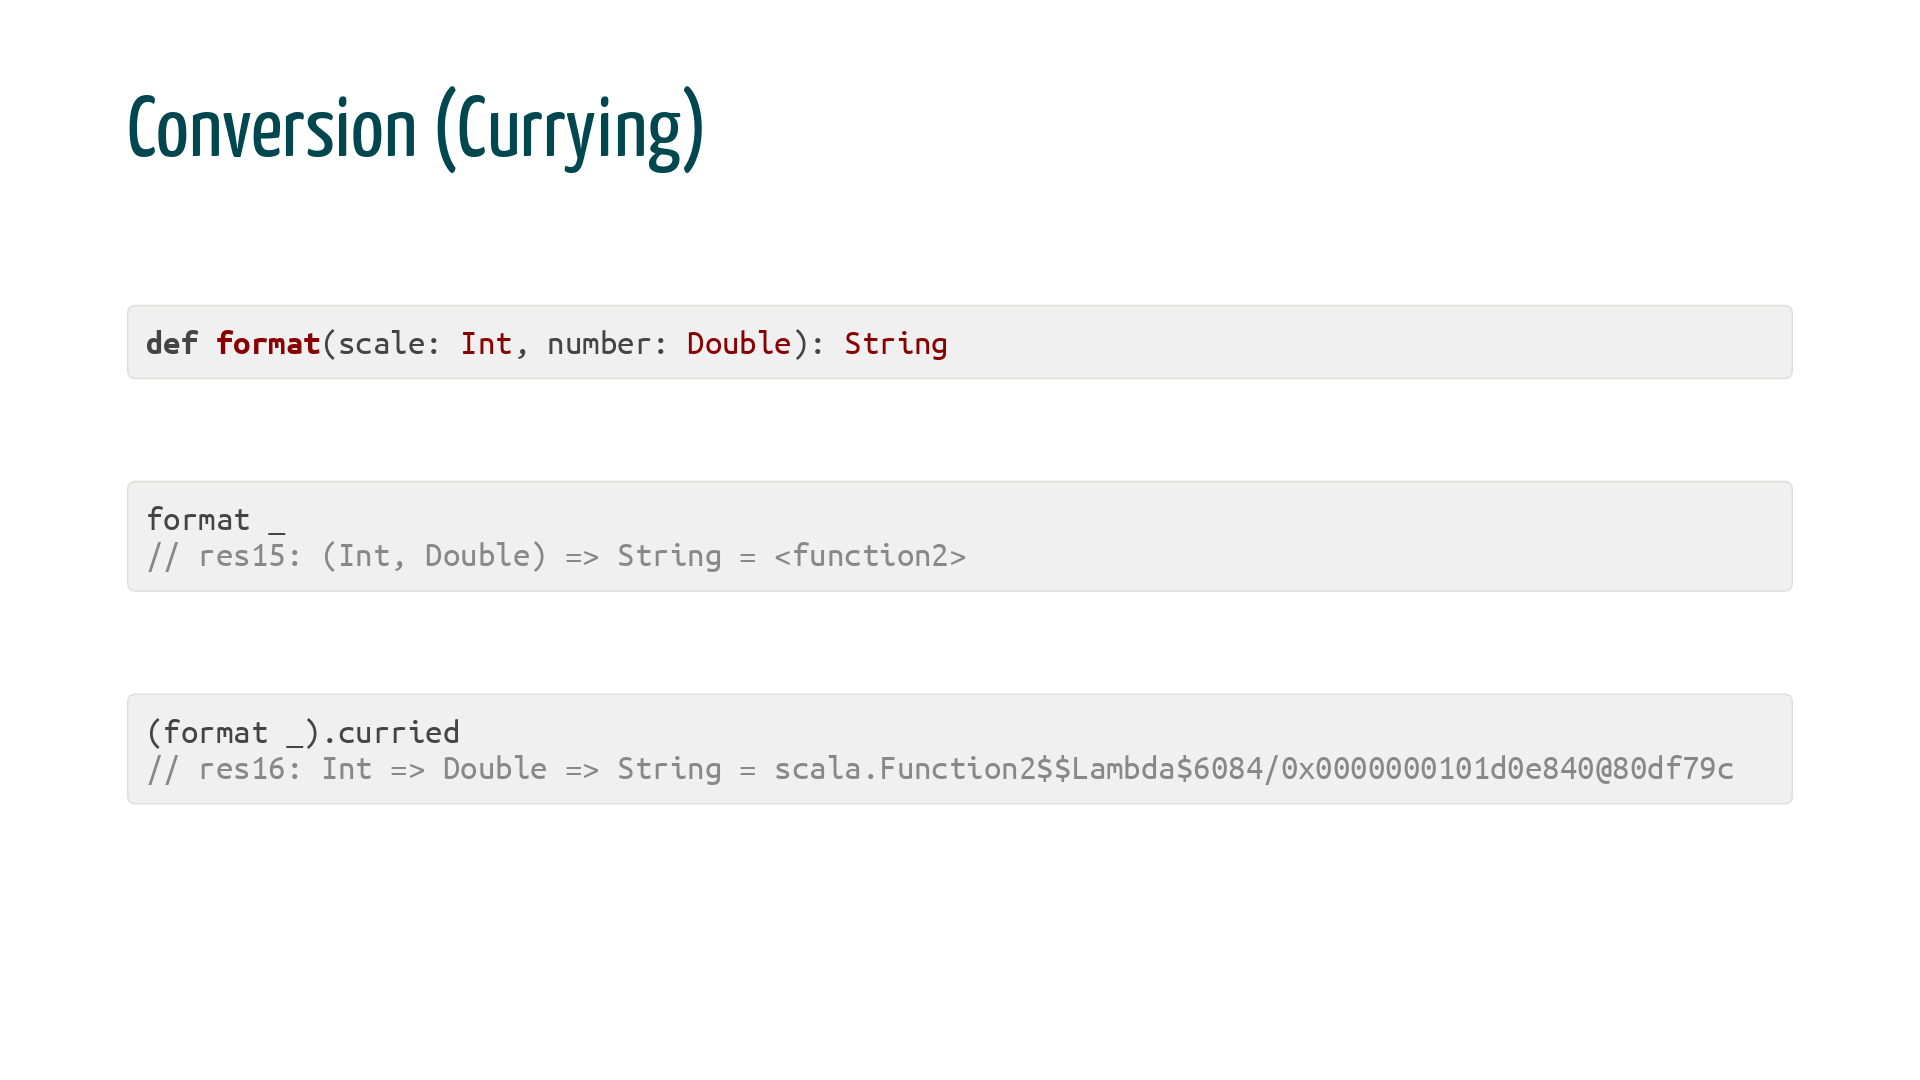 Conversion (Currying)
def format(scale: Int, number: Double): String
format _
// res15: (Int, Double) => String = <function2>
(format _).curried
// res16: Int => Double => String = scala.Function2$$Lambda$6084/0x0000000101d0e840@80df79c